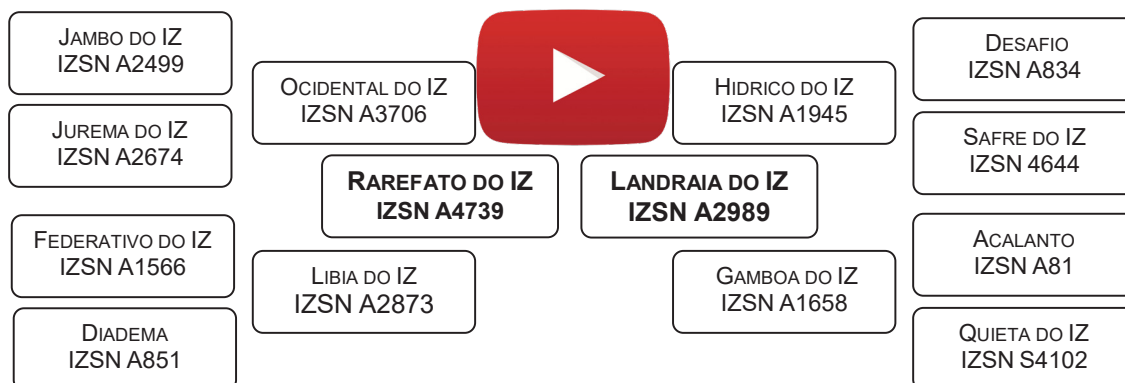 JAMBO DO IZ
IZSN A2499
JUREMA DO IZ
IZSN A2674
FEDERATIVO DO IZ
IZSN A1566
DIADEMA
IZSN A851
OCIDENTAL DO IZ
IZSN A3706
LIBIA DO IZ
IZSN A2873
RAREFATO DO IZ
IZSN A4739
LANDRAIA DO IZ
IZSN A2989
HIDRICO DO IZ
IZSN A1945
GAMBOA DO IZ
IZSN A1658
DESAFIO
IZSN A834
SAFRE DO IZ
IZSN 4644
ACALANTO
IZSN A81
QUIETA DO IZ
IZSN S4102